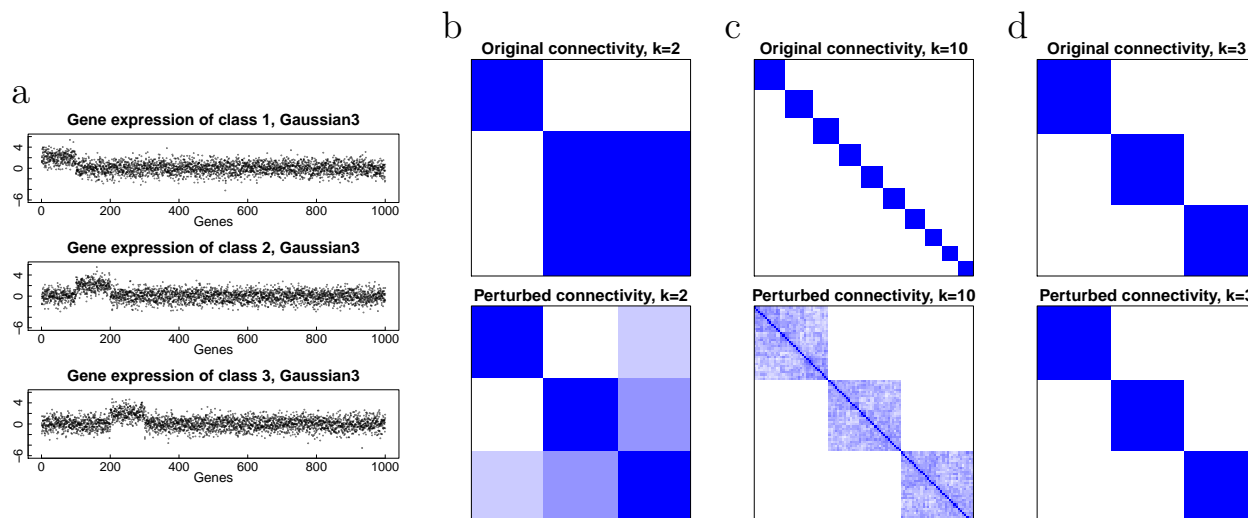 a
Gene expression of class 1, Gaussian3
4
0
−6
0 200 400 600 800 1000
Genes
Gene expression of class 2, Gaussian3
4
0
−6
0 200 400 600 800 1000
Genes
Gene expression of class 3, Gaussian3
4
0
−6
0 200 400 600 800 1000
Genes
b
Original connectivity, k=2
Perturbed connectivity, k=2
c
Original connectivity, k=10
Perturbed connectivity, k=10
d
Original connectivity, k=3
Perturbed connectivity, k=3